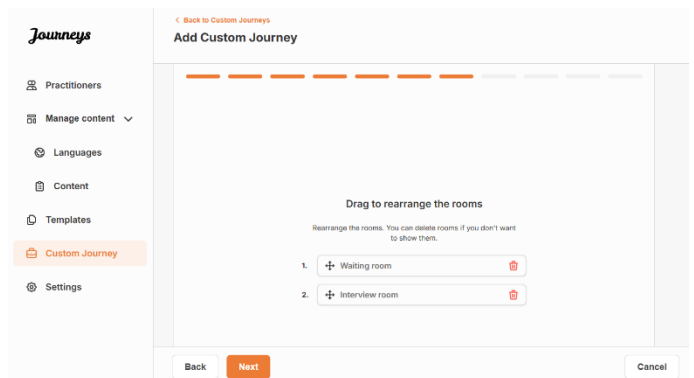 Journeys
Back to Custom Journeys
Add Custom Journey
Practitioners
Manage content
Languages
Content
Templates
Custom Journey
Settings
Drag to rearrange the rooms
Rearrange the rooms. You can delete rooms if you don't want
to show them.
1. Waiting room
2. Interview room
Back
Next
Cancel